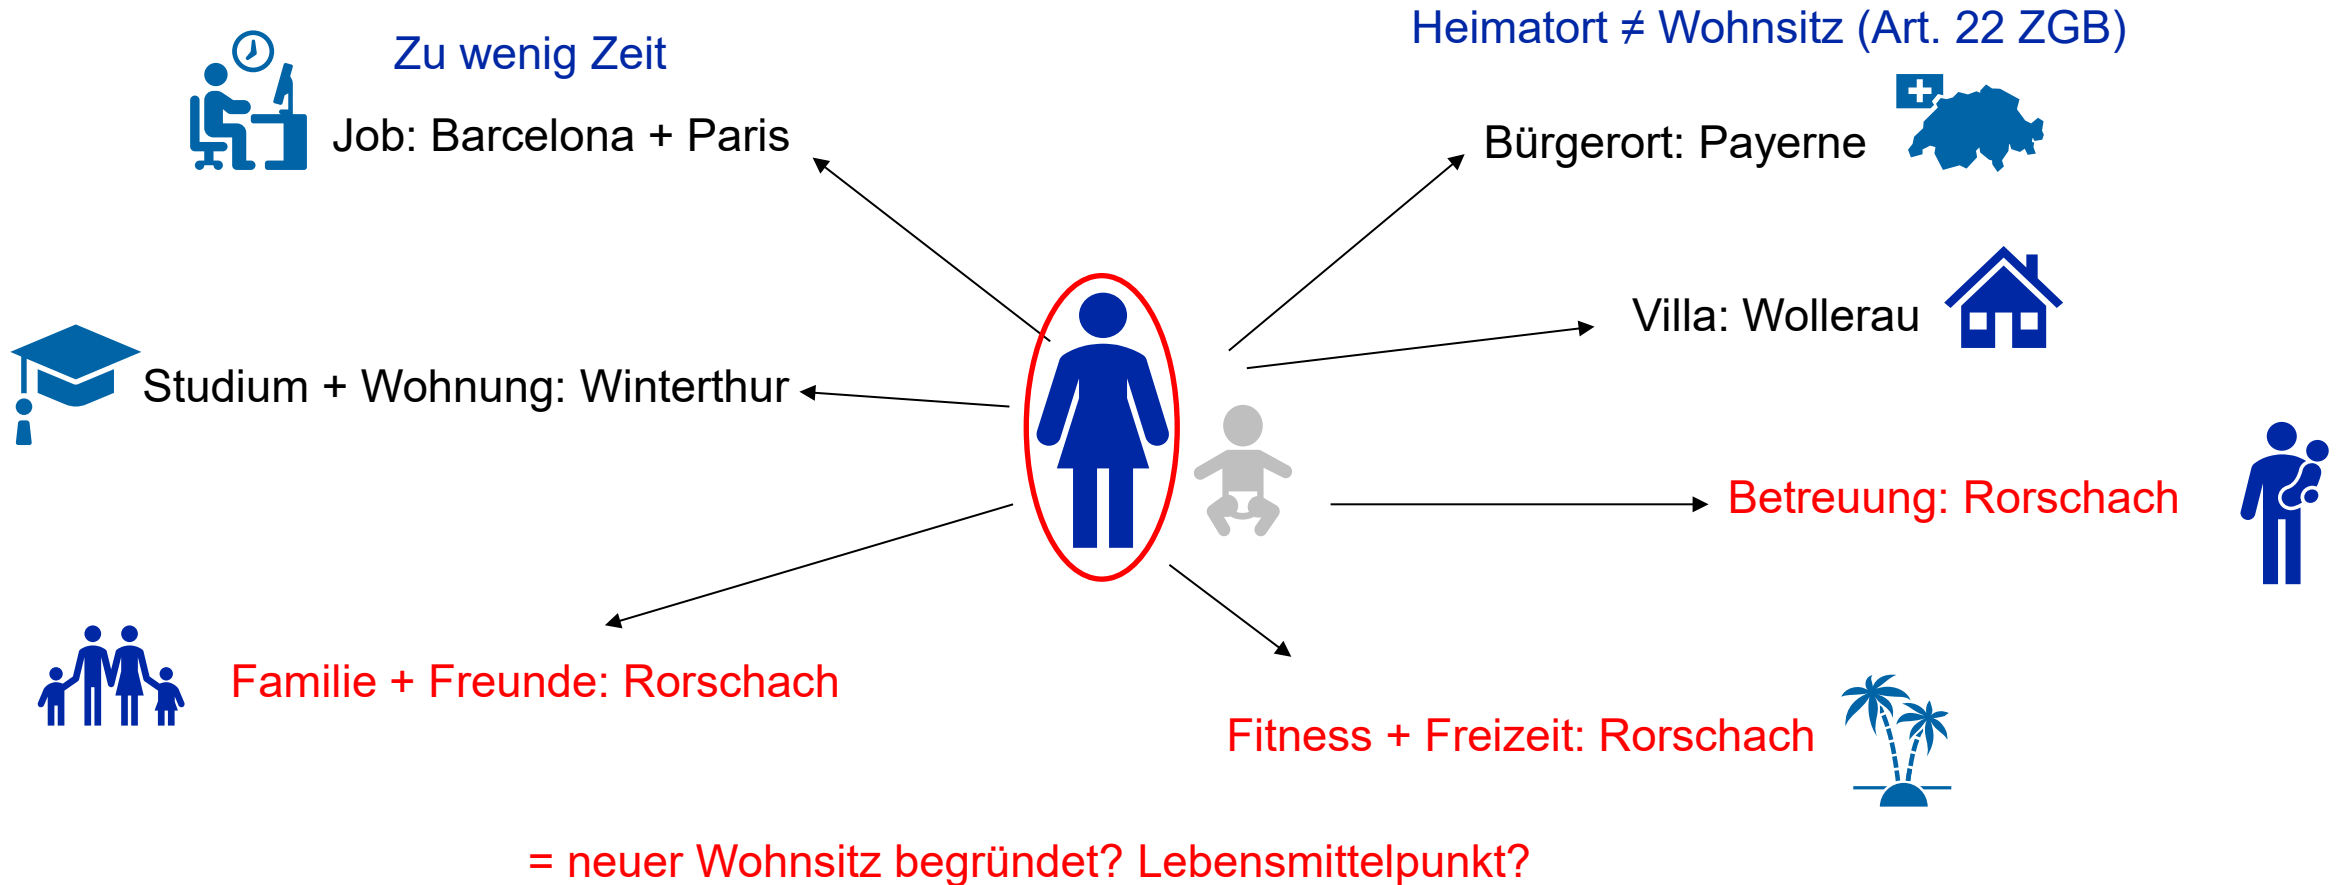 Zu wenig Zeit
Job: Barcelona + Paris
Heimatort ≠ Wohnsitz (Art. 22 ZGB)
Bürgerort: Payerne
Villa: Wollerau
Studium + Wohnung: Winterthur
Betreuung: Rorschach
Familie + Freunde: Rorschach
Fitness + Freizeit: Rorschach
= neuer Wohnsitz begründet? Lebensmittelpunkt?